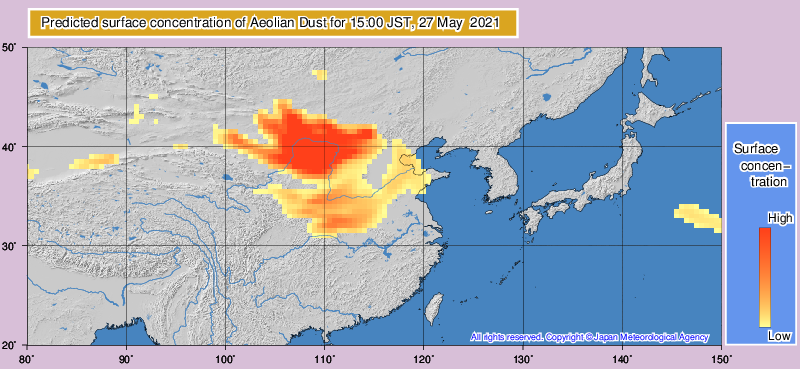 Predicted surface concentration of Aeolian Dust for 15:00 JST, 27 May 2021
50°
40°
30°
20°
80°
90°
100°
110°
120°
130°
140°
150°
Surface
concen–
tration
High
Low
All rights reserved. Copyright © Japan Meteorological Agency